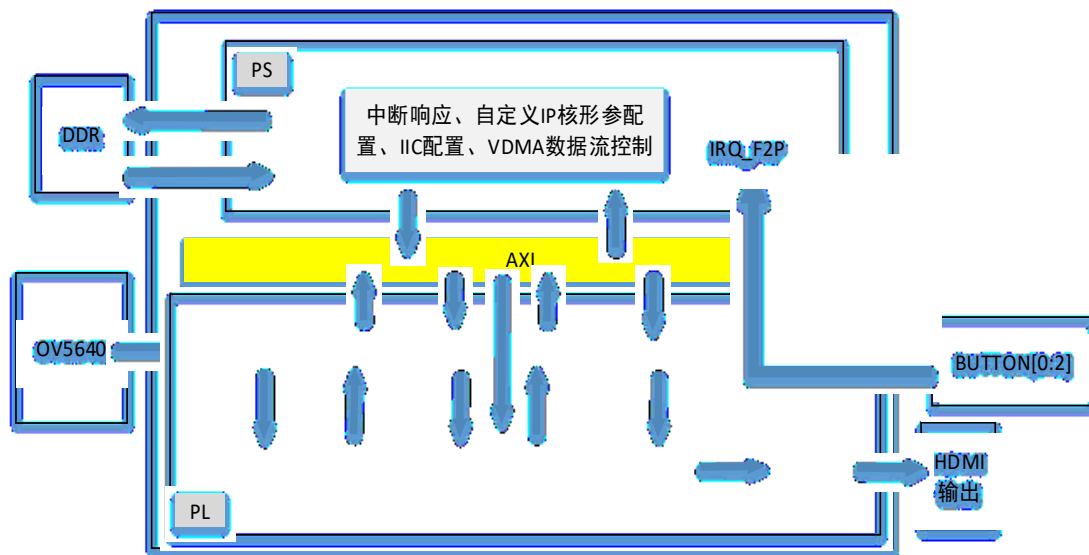 PS
中断响应、自定义IP核形参配
置、IIC配置、VDMA数据流控制
DDR
IRQ_F2P
AXI
OV5640
BUTTON[0:2]
HDMI
输出
PL